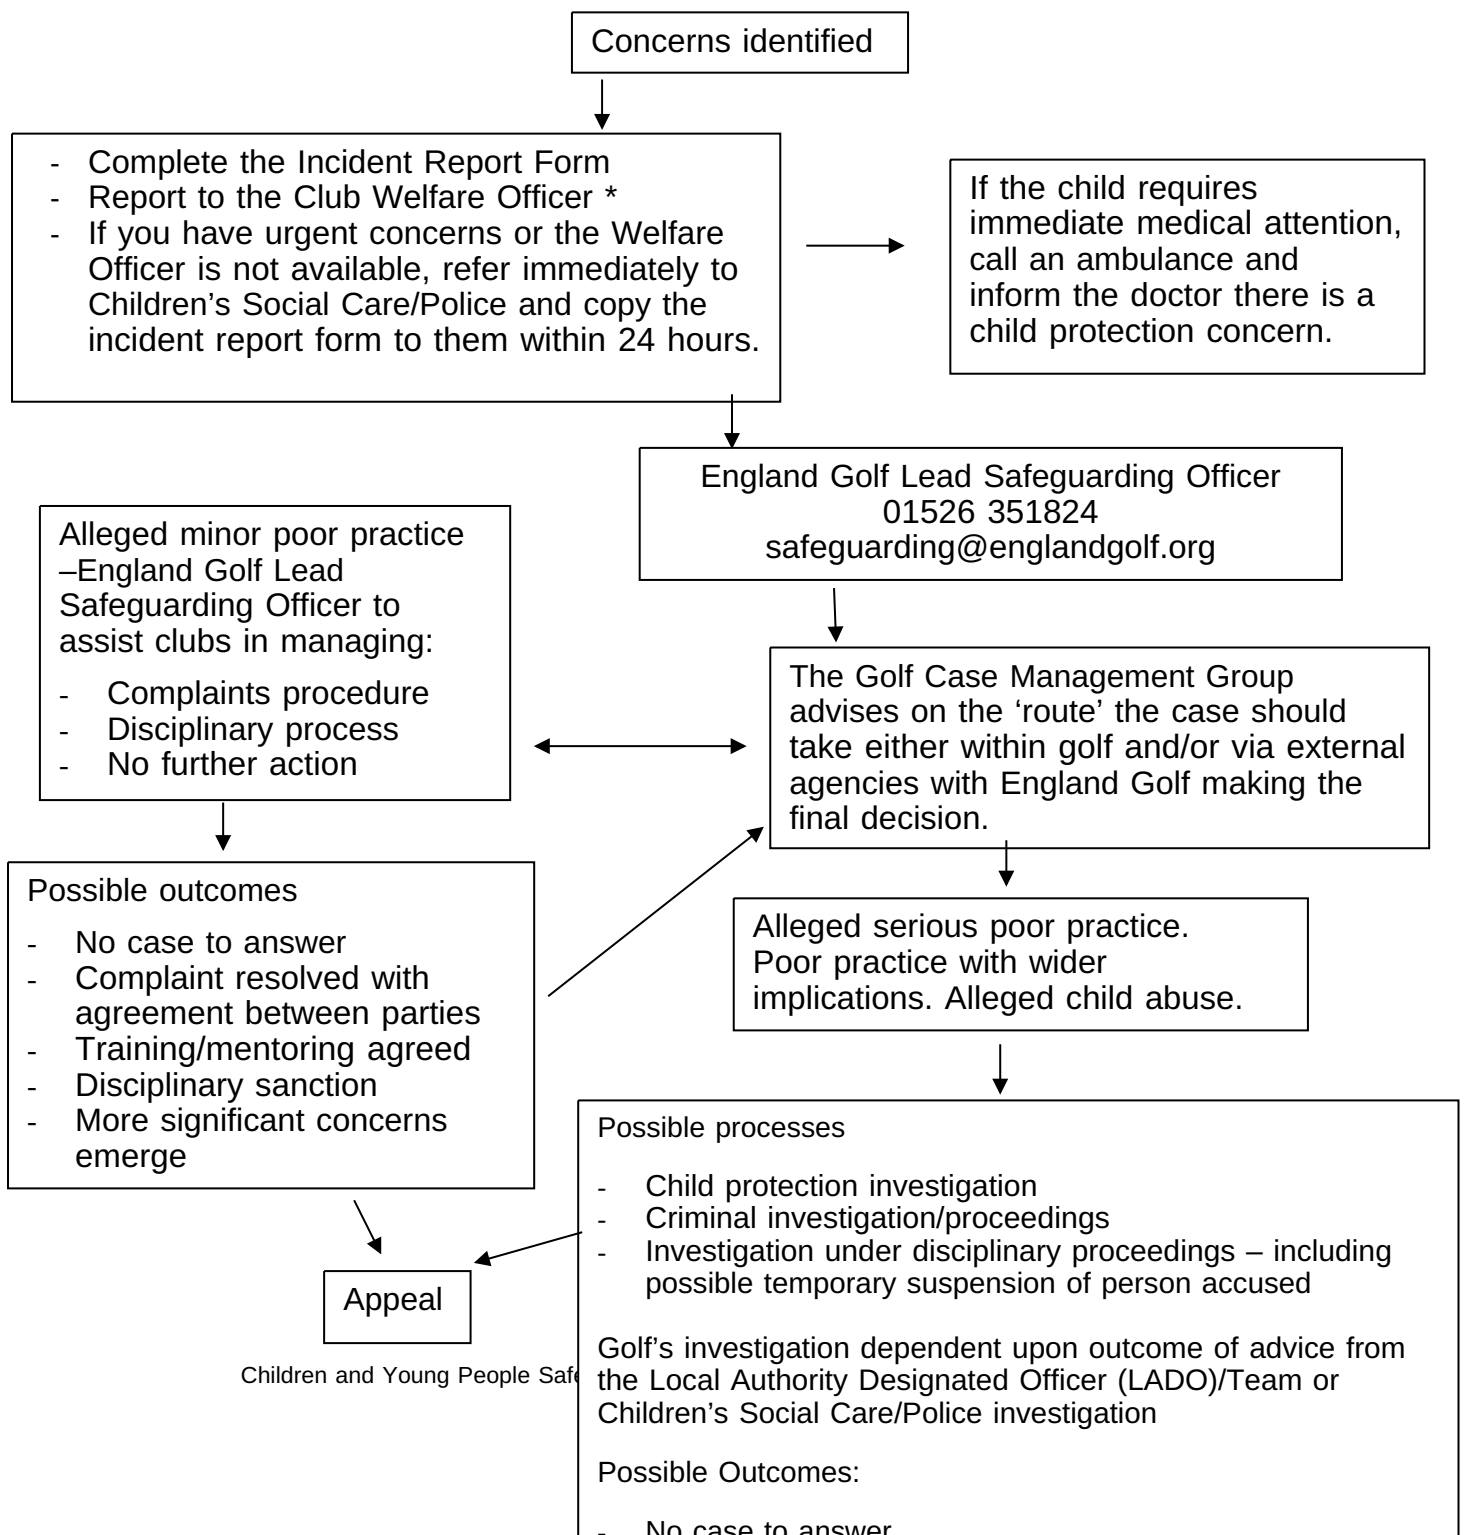 Concerns identified
- Complete the Incident Report Form
- Report to the Club Welfare Officer *
- If you have urgent concerns or the Welfare
Officer is not available, refer immediately to
Children’s Social Care/Police and copy the
incident report form to them within 24 hours.
If the child requires
immediate medical attention,
call an ambulance and
inform the doctor there is a
child protection concern.
England Golf Lead Safeguarding Officer
01526 351824
safeguarding@englandgolf.org
Alleged minor poor practice
–England Golf Lead
Safeguarding Officer to
assist clubs in managing:
- Complaints procedure
- Disciplinary process
- No further action
The Golf Case Management Group
advises on the ‘route’ the case should
take either within golf and/or via external
agencies with England Golf making the
final decision.
Possible outcomes
- No case to answer
- Complaint resolved with
agreement between parties
- Training/mentoring agreed
- Disciplinary sanction
- More significant concerns
emerge
Alleged serious poor practice.
Poor practice with wider
implications. Alleged child abuse.
Possible processes
- Child protection investigation
- Criminal investigation/proceedings
- Investigation under disciplinary proceedings – including
possible temporary suspension of person accused
Golf’s investigation dependent upon outcome of advice from
the Local Authority Designated Officer (LADO)/Team or
Children’s Social Care/Police investigation
Possible Outcomes:
- No case to answer
Appeal
Children and Young People